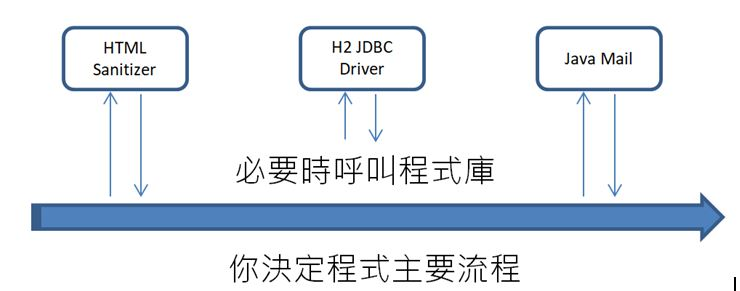 HTML
Sanitizer
H2 JDBC
Driver
Java Mail
必要時呼叫程式庫
你決定程式主要流程